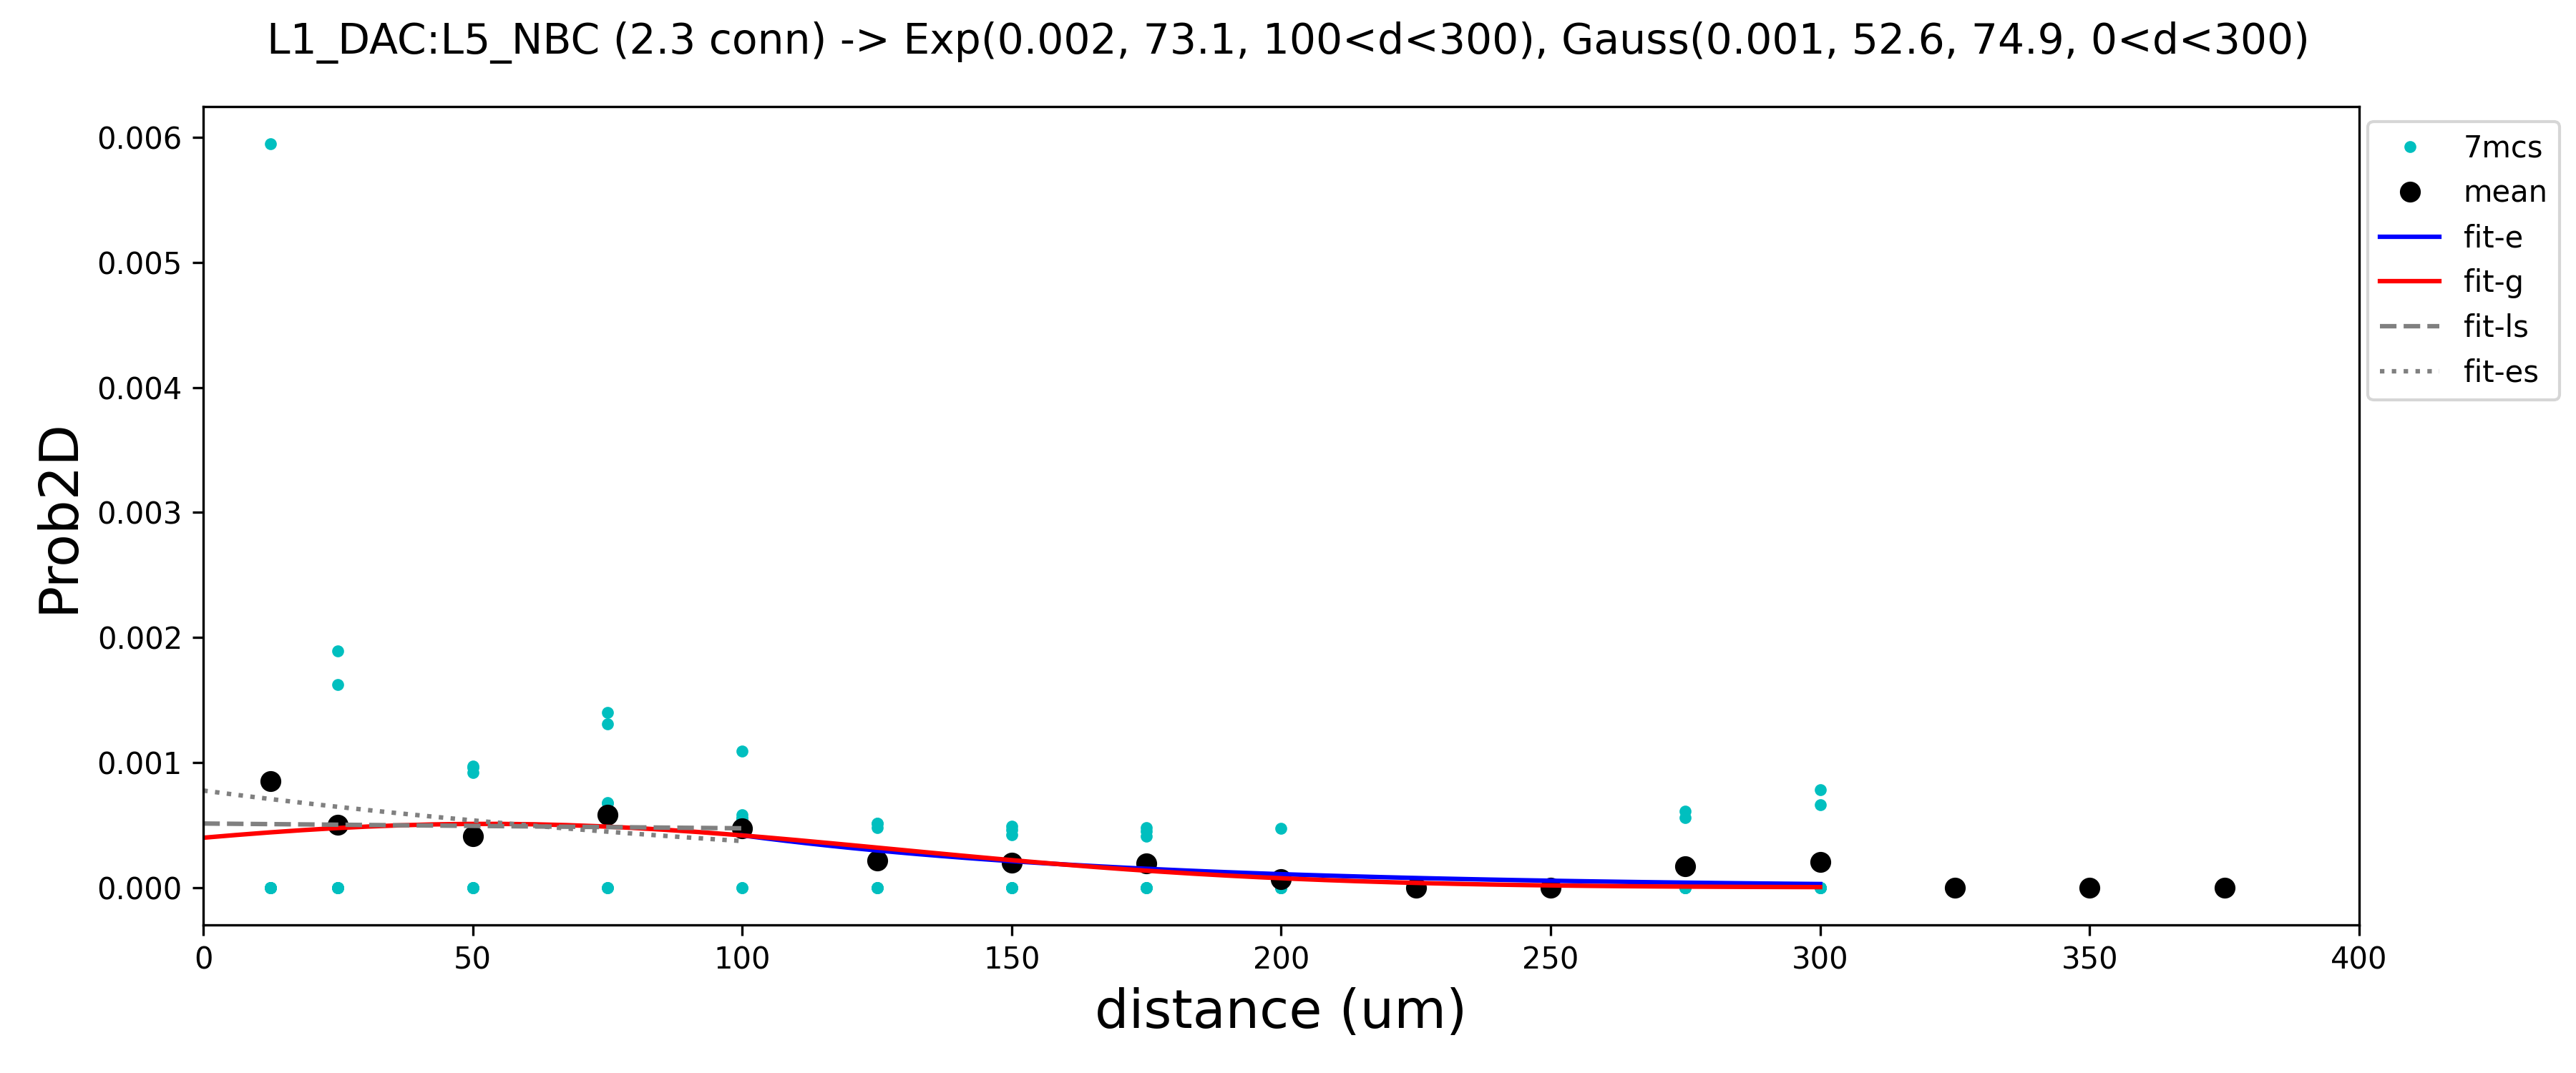 L1_DAC:L5_NBC (2.3 conn) -> Exp(0.002, 73.1, 100<d<300), Gauss(0.001, 52.6, 74.9, 0<d<300)
0.006
0.005
0.004
0.003
0.002
0.001
0.000
Prob2D
0 50 100 150 200 250 300 350 400
distance (um)
7mcs
mean
fit-e
fit-g
fit-ls
fit-es